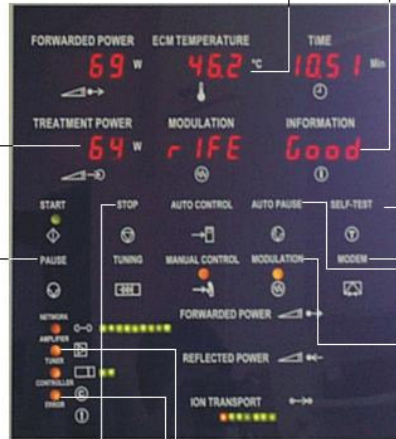 FORWARDED POWER ECM TEMPERATURE TIME
69 W 46.2 °C 10.51 Min
TREATMENT POWER MODULATION INFORMATION
64 W rIFE Good
START STOP AUTO CONTROL AUTO PAUSE SELF-TEST
PAUSE TUNING MANUAL CONTROL MODULATION MODEM
NETWORK
FORWARDED POWER
AMPLIFIER
TUNER
REFLECTED POWER
CONTROLLER
ERROR
ION TRANSPORT